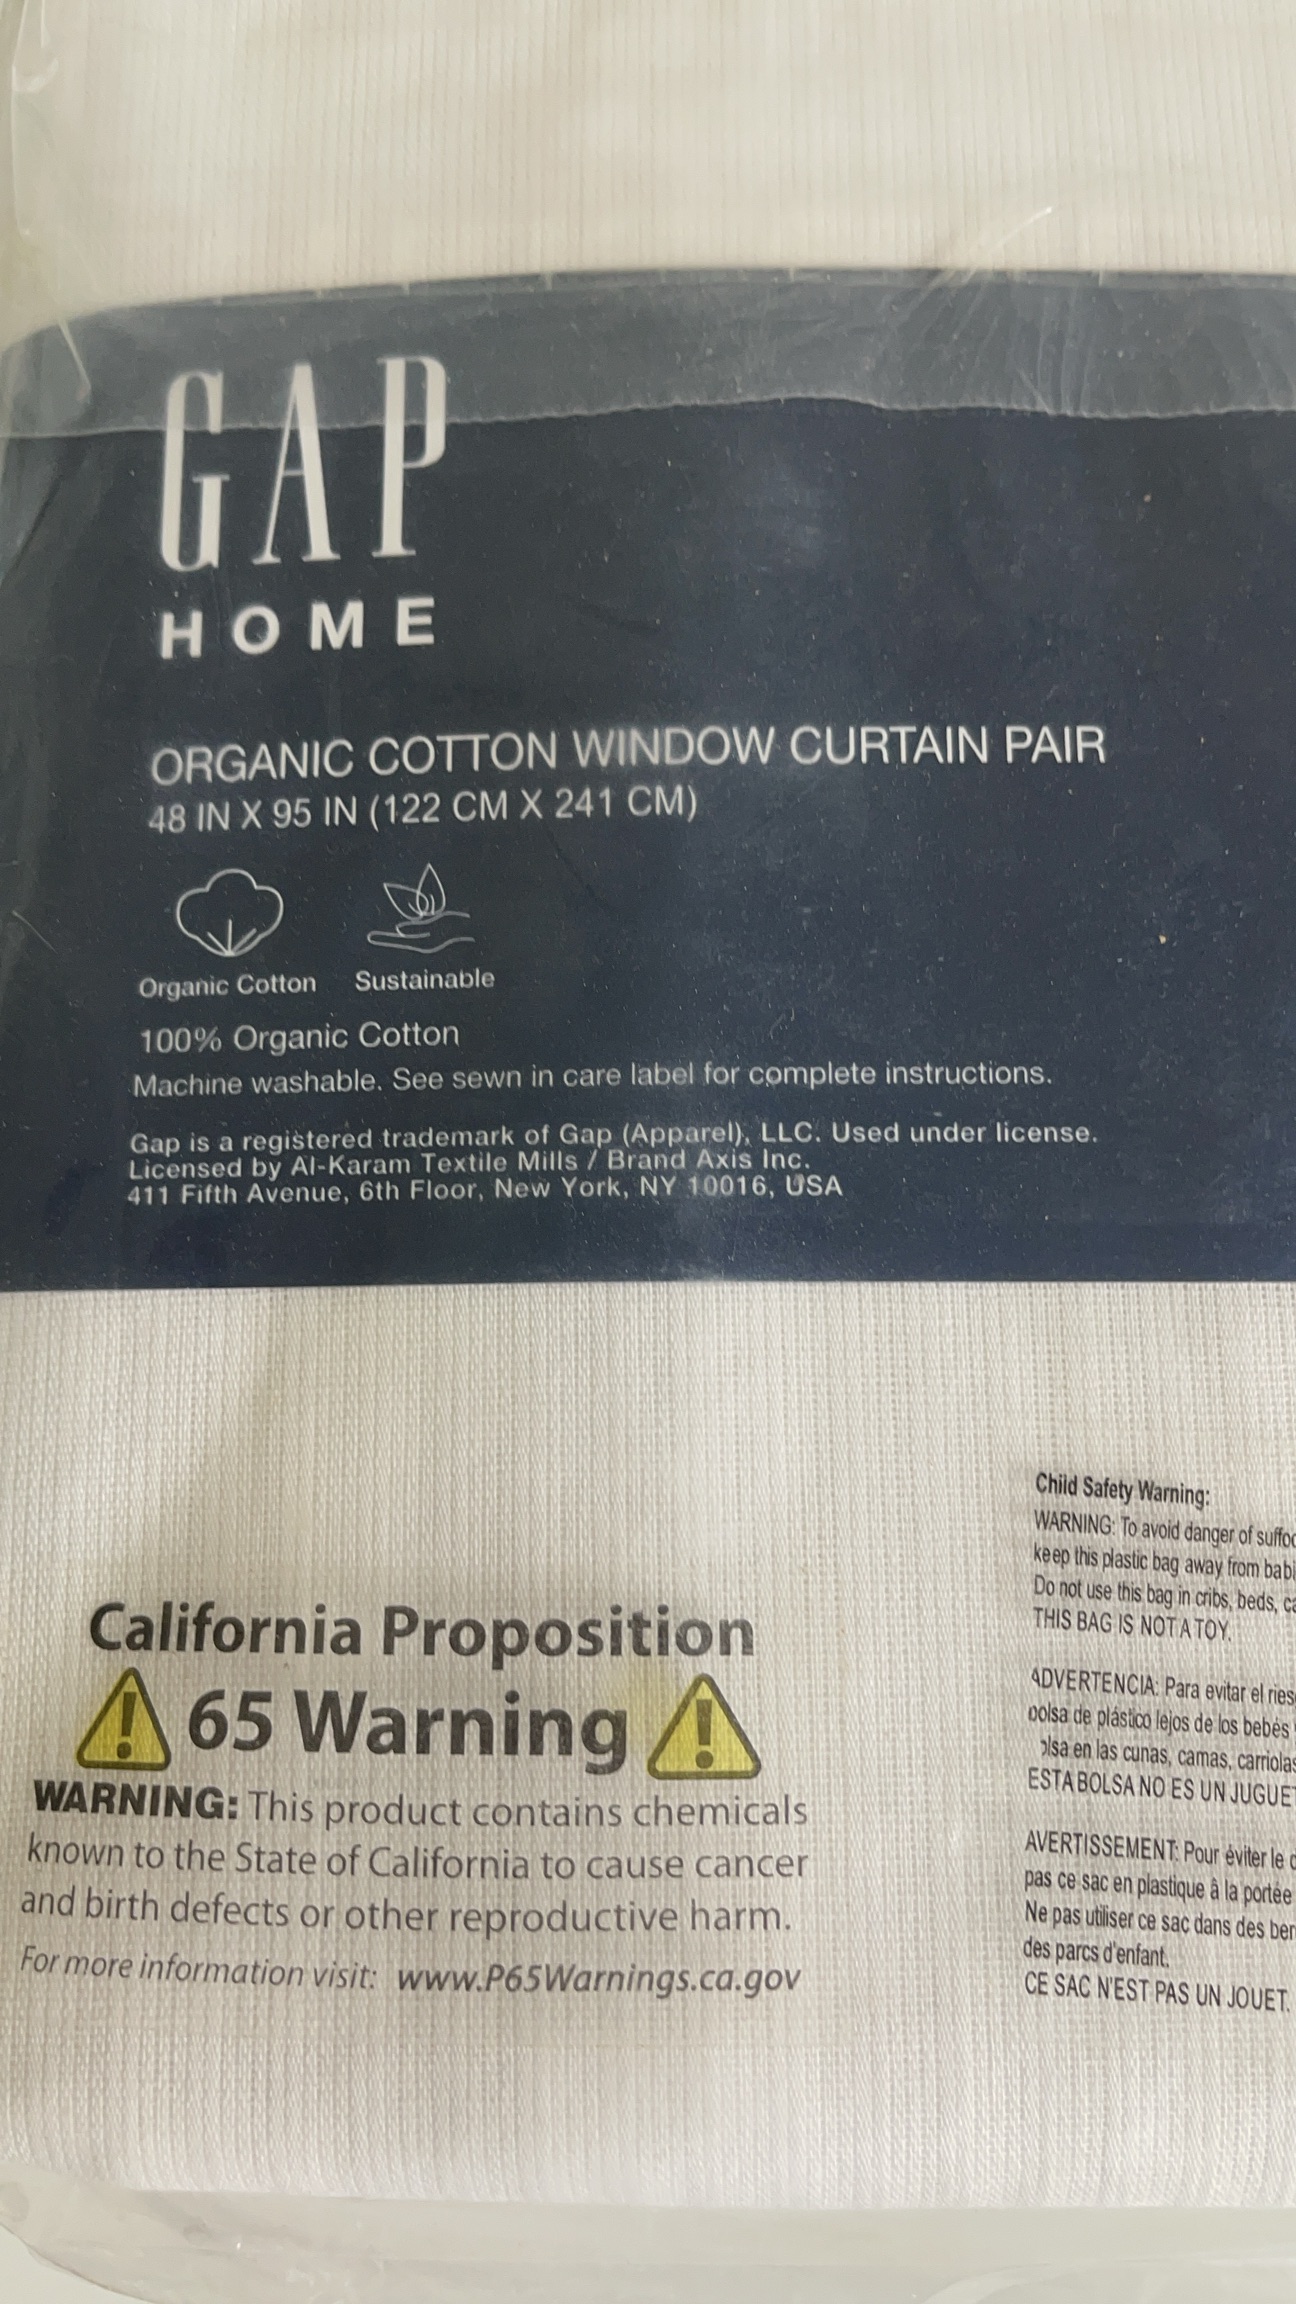 GAP
HOME
ORGANIC COTTON WINDOW CURTAIN PAIR
48 IN X 95 IN (122 CM X 241 CM)
Organic Cotton Sustainable
100% Organic Cotton
Machine washable. See sewn in care label for complete instructions.
Gap is a registered trademark of Gap (Apparel), LLC. Used under license.
Licensed by Al-Karam Textile Mills / Brand Axis Inc.
411 Fifth Avenue, 6th Floor, New York, NY 10016, USA
California Proposition
65 Warning
WARNING: This product contains chemicals
known to the State of California to cause cancer
and birth defects or other reproductive harm.
For more information visit: www.P65Warnings.ca.gov
Child Safety Warning:
WARNING: To avoid danger of
keep this plastic bag away from
Do not use this bag in cribs, beds,
THIS BAG IS NOT A TOY.
ADVERTENCIA: Para evitar el
bolsa de plástico lejos de los bebés
en las cunas, camas,
ESTA BOLSA NO ES UN
AVERTISSEMENT: Pour éviter le
pas ce sac en plastique à la portée
Ne pas utiliser ce sac dans des
des parcs d'enfant.
CE SAC N'EST PAS UN JOUET.